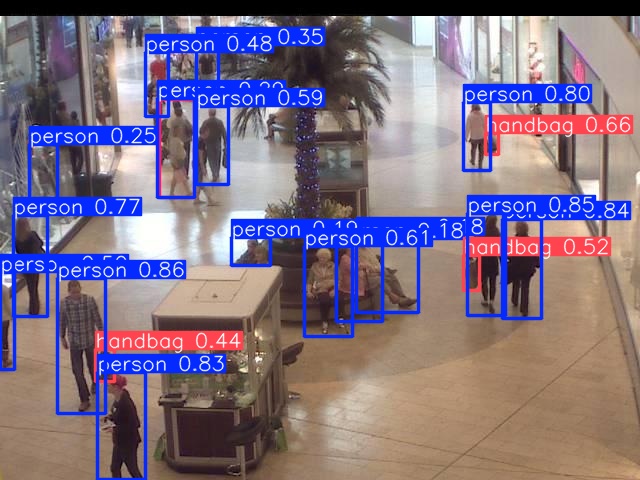 person 0.48
0.35
person 0.59
person 0.80
handbag 0.66
person 0.25
person 0.77
person 0.85
0.84
person 0.61
handbag 0.52
person 0.86
handbag 0.44
person 0.83